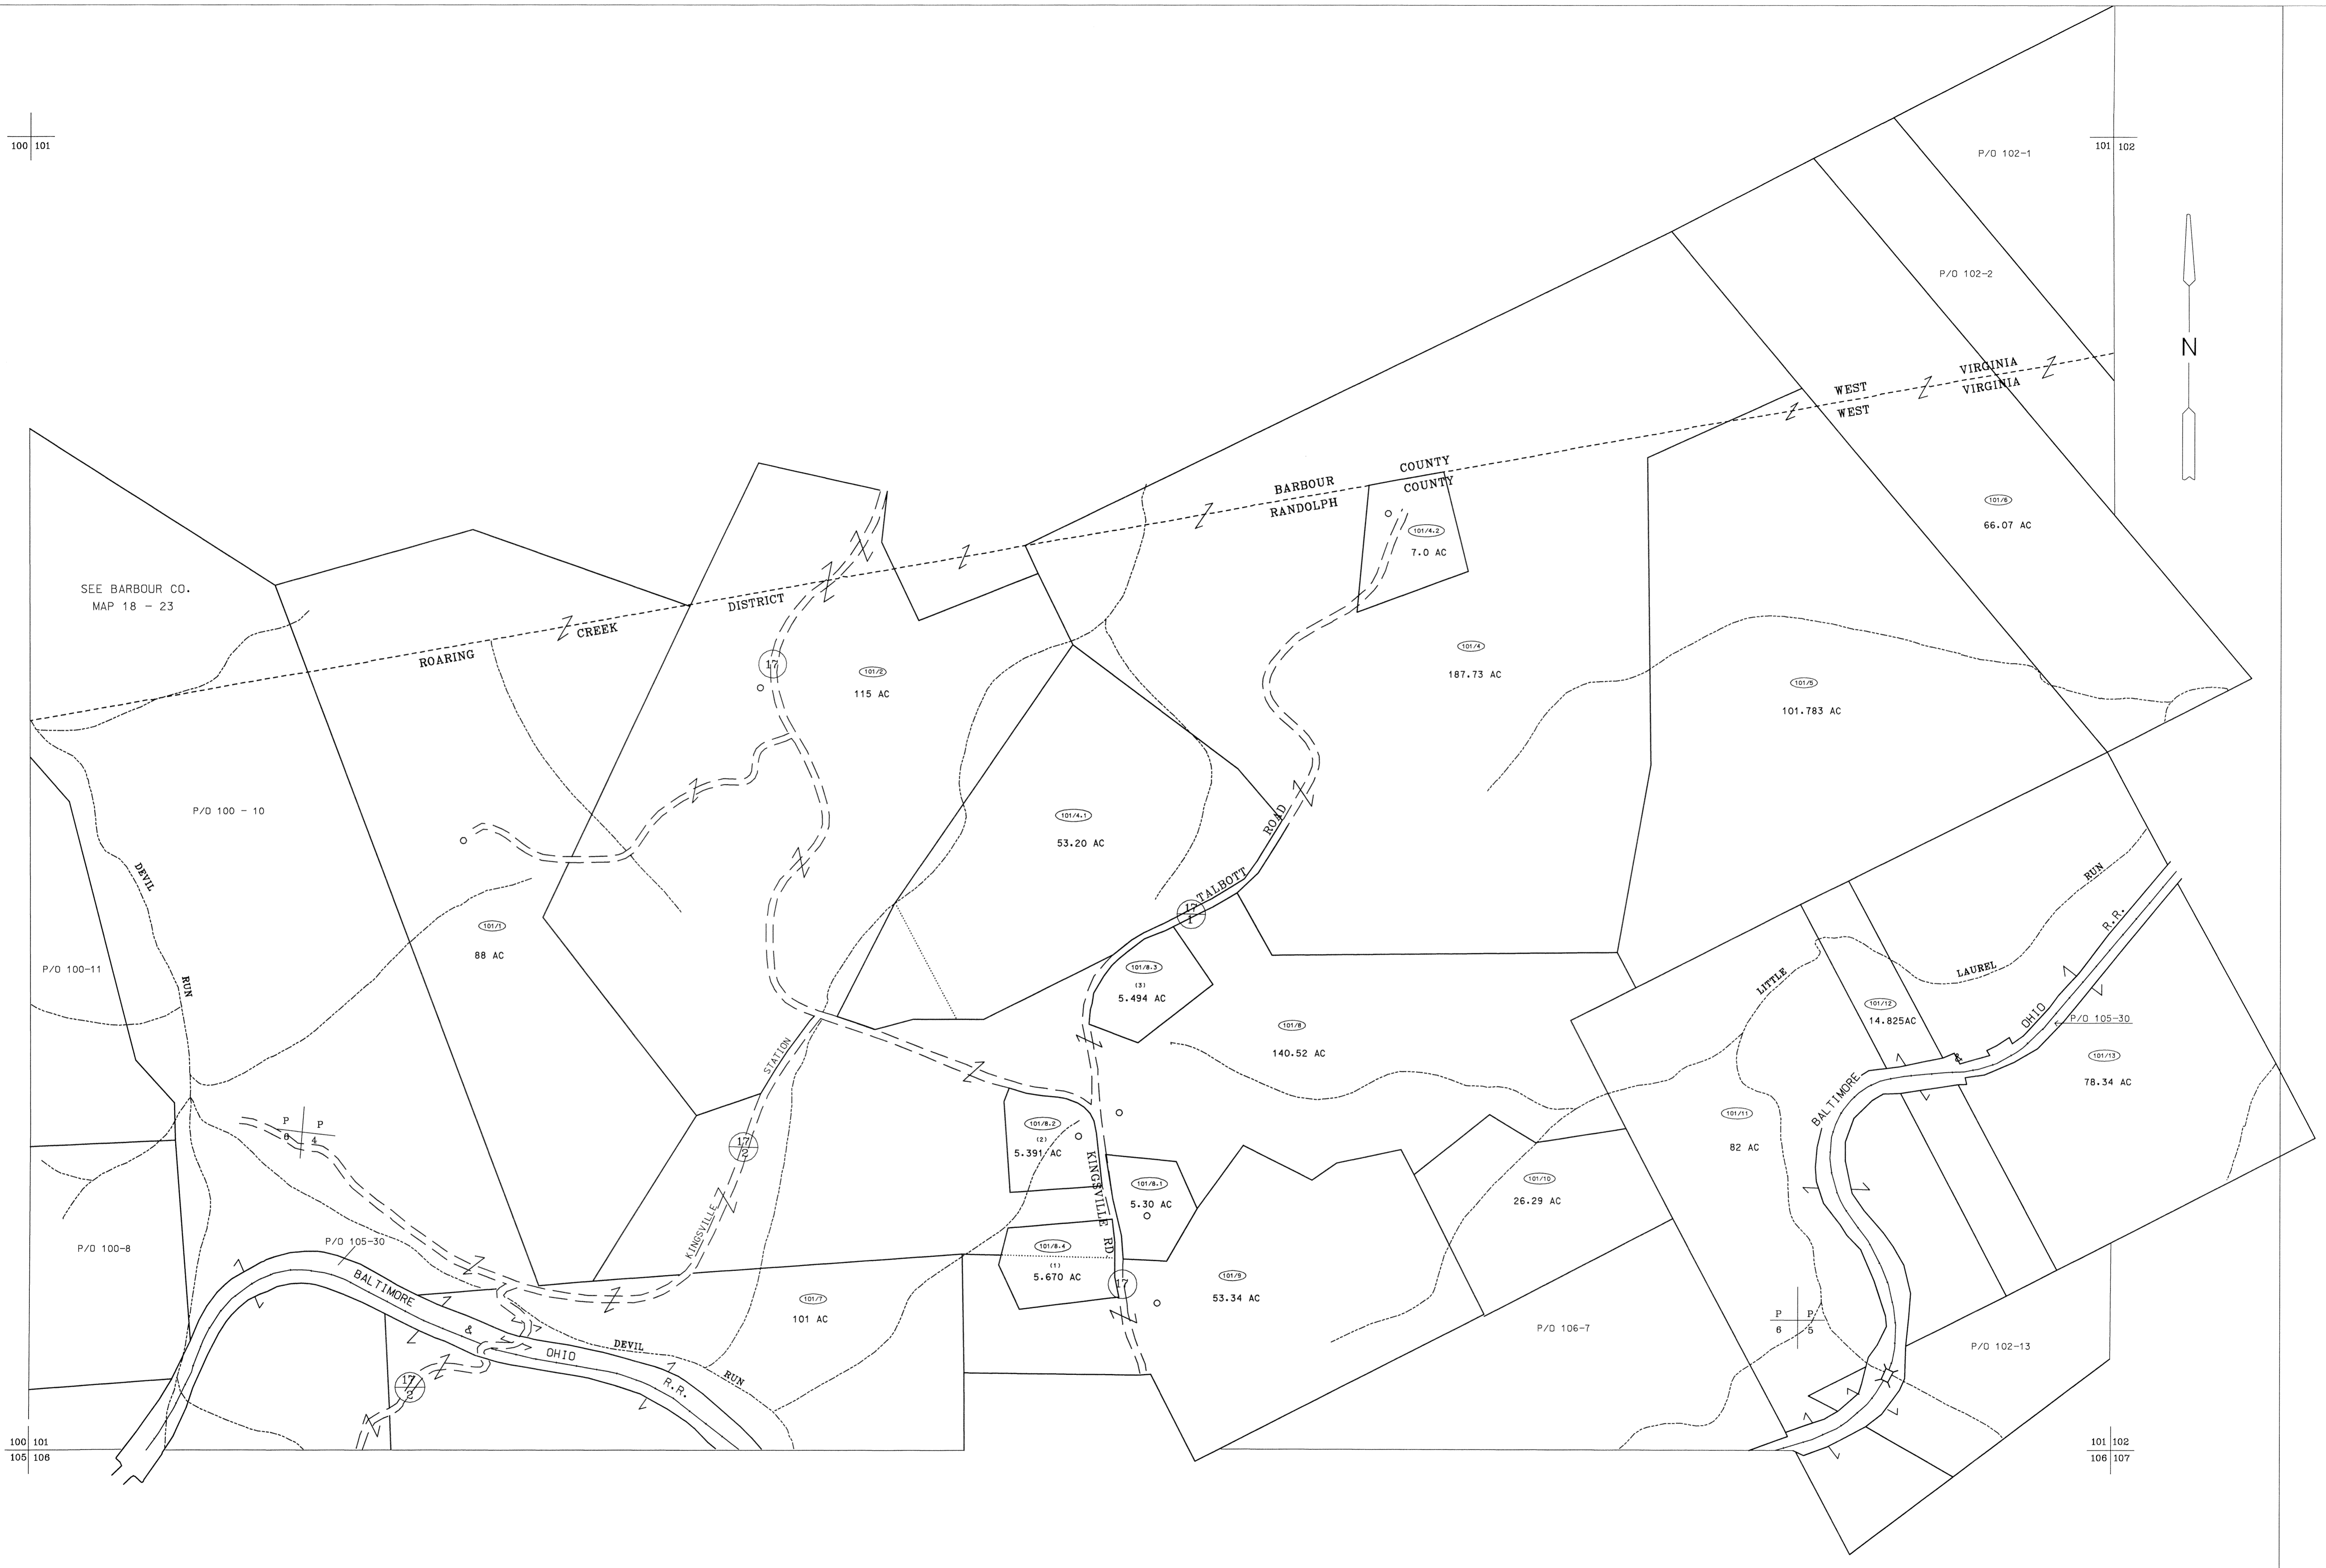 100 101
101 102
P/O 102-1
P/O 102-2
N
WEST VIRGINIA
WEST VIRGINIA
BARBOUR COUNTY
RANDOLPH COUNTY
101/6
66.07 AC
101/4.2
7.0 AC
SEE BARBOUR CO.
MAP 18 - 23
DISTRICT
CREEK
ROARING
17
101/2
115 AC
101/4
187.73 AC
101/5
101.783 AC
P/O 100 - 10
101/4.1
53.20 AC
ROAD
TALBOTT
17
1
DEVIL
RUN
101/1
88 AC
P/O 100-11
101/8.3
(3)
5.494 AC
LITTLE
LAUREL
RUN
R.R.
101/12
14.825AC
OHIO
P/O 105-30
&
101/8
140.52 AC
STATION
101/13
78.34 AC
BALTIMORE
101/11
82 AC
P P
6 4
101/8.2
(2)
5.391 AC
17
2
KINGSVILLE
RD
101/8.1
5.30 AC
101/10
26.29 AC
KINGSVILLE
P/O 100-8
P/O 105-30
101/8.4
(1)
5.670 AC
17
101/9
53.34 AC
BALTIMORE
&
OHIO
R.R.
101/7
101 AC
P/O 106-7
P P
6 5
P/O 102-13
DEVIL
RUN
17
2
100 101
105 106
101 102
106 107